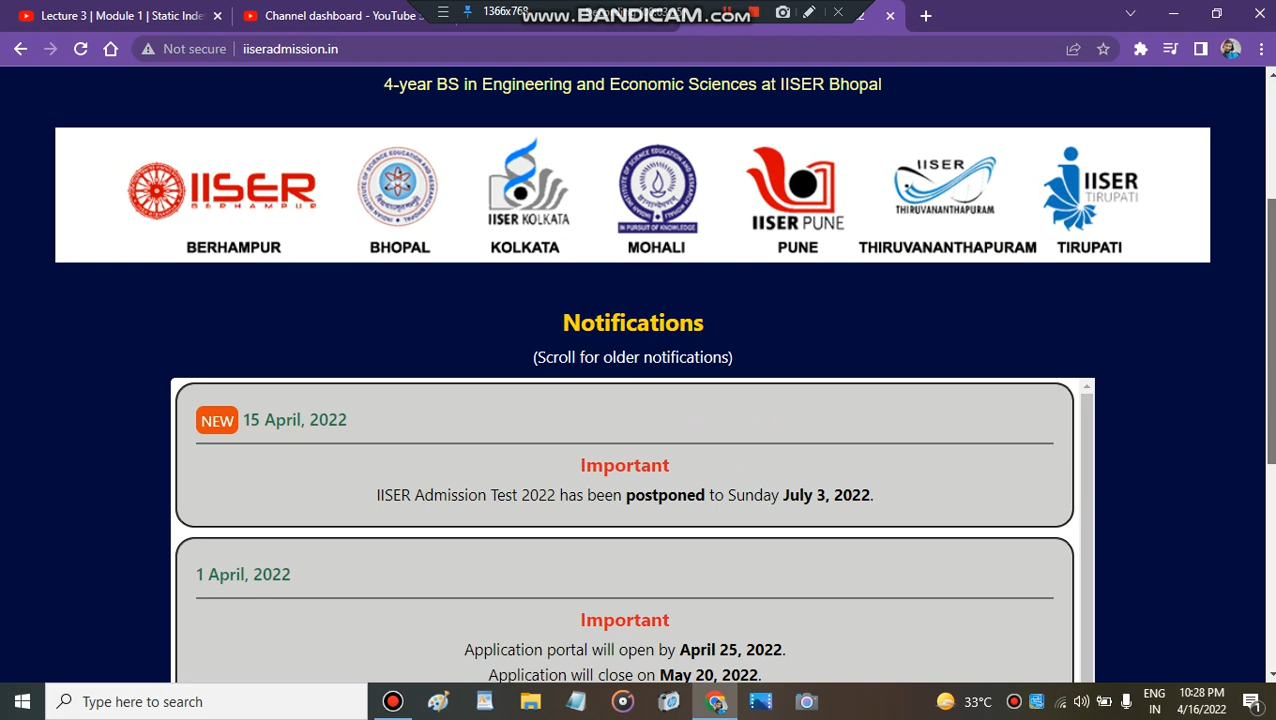 Lecture 3 | Module 1 | Static Inde
Channel dashboard - YouTube
1366x768
www.BANDICAM.com
Not secure
iiseradmission.in
4-year BS in Engineering and Economic Sciences at IISER Bhopal
IISER
BERHAMPUR
IISER KOLKATA
IN PURSUIT OF KNOWLEDGE
IISER PUNE
IISER
THIRUVANANTHAPURAM
IISER
TIRUPATI
BERHAMPUR
BHOPAL
KOLKATA
MOHALI
PUNE
THIRUVANANTHAPURAM
TIRUPATI
Notifications
(Scroll for older notifications)
NEW 15 April, 2022
Important
IISER Admission Test 2022 has been postponed to Sunday July 3, 2022.
1 April, 2022
Important
Application portal will open by April 25, 2022.
Application will close on May 20, 2022.
Type here to search
33°C
ENG
IN
10:28 PM
4/16/2022
1